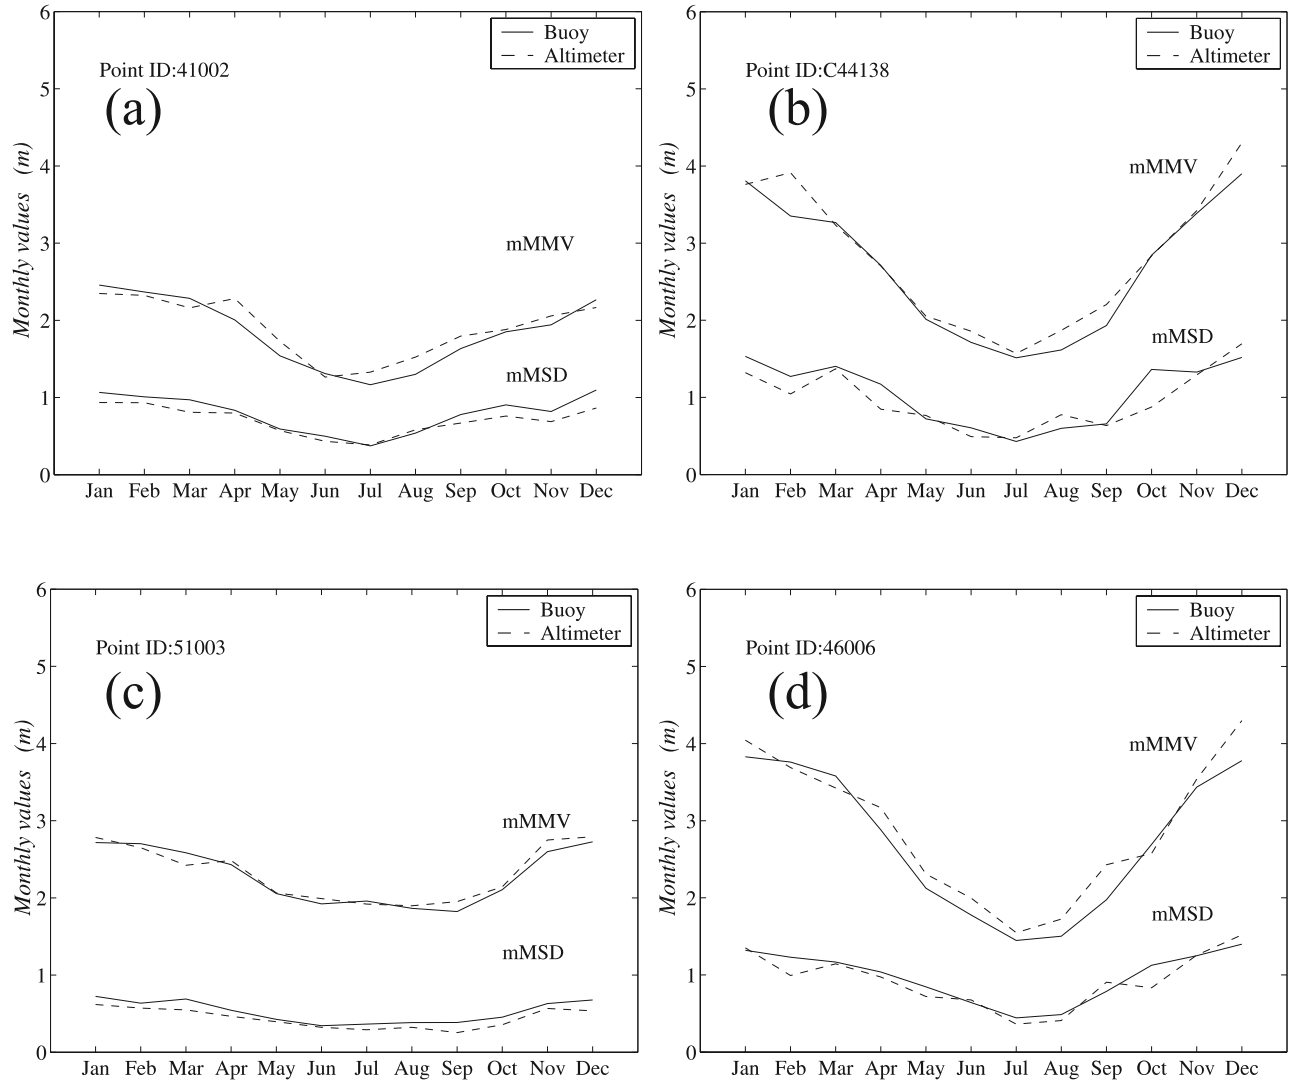 6
5
4
3
2
1
0
Monthly values (m)
Point ID:41002
(a)
Buoy
Altimeter
mMMV
mMSD
Jan Feb Mar Apr May Jun Jul Aug Sep Oct Nov Dec
6
5
4
3
2
1
0
Monthly values (m)
Point ID:C44138
(b)
Buoy
Altimeter
mMMV
mMSD
Jan Feb Mar Apr May Jun Jul Aug Sep Oct Nov Dec
6
5
4
3
2
1
0
Monthly values (m)
Point ID:51003
(c)
Buoy
Altimeter
mMMV
mMSD
Jan Feb Mar Apr May Jun Jul Aug Sep Oct Nov Dec
6
5
4
3
2
1
0
Monthly values (m)
Point ID:46006
(d)
Buoy
Altimeter
mMMV
mMSD
Jan Feb Mar Apr May Jun Jul Aug Sep Oct Nov Dec